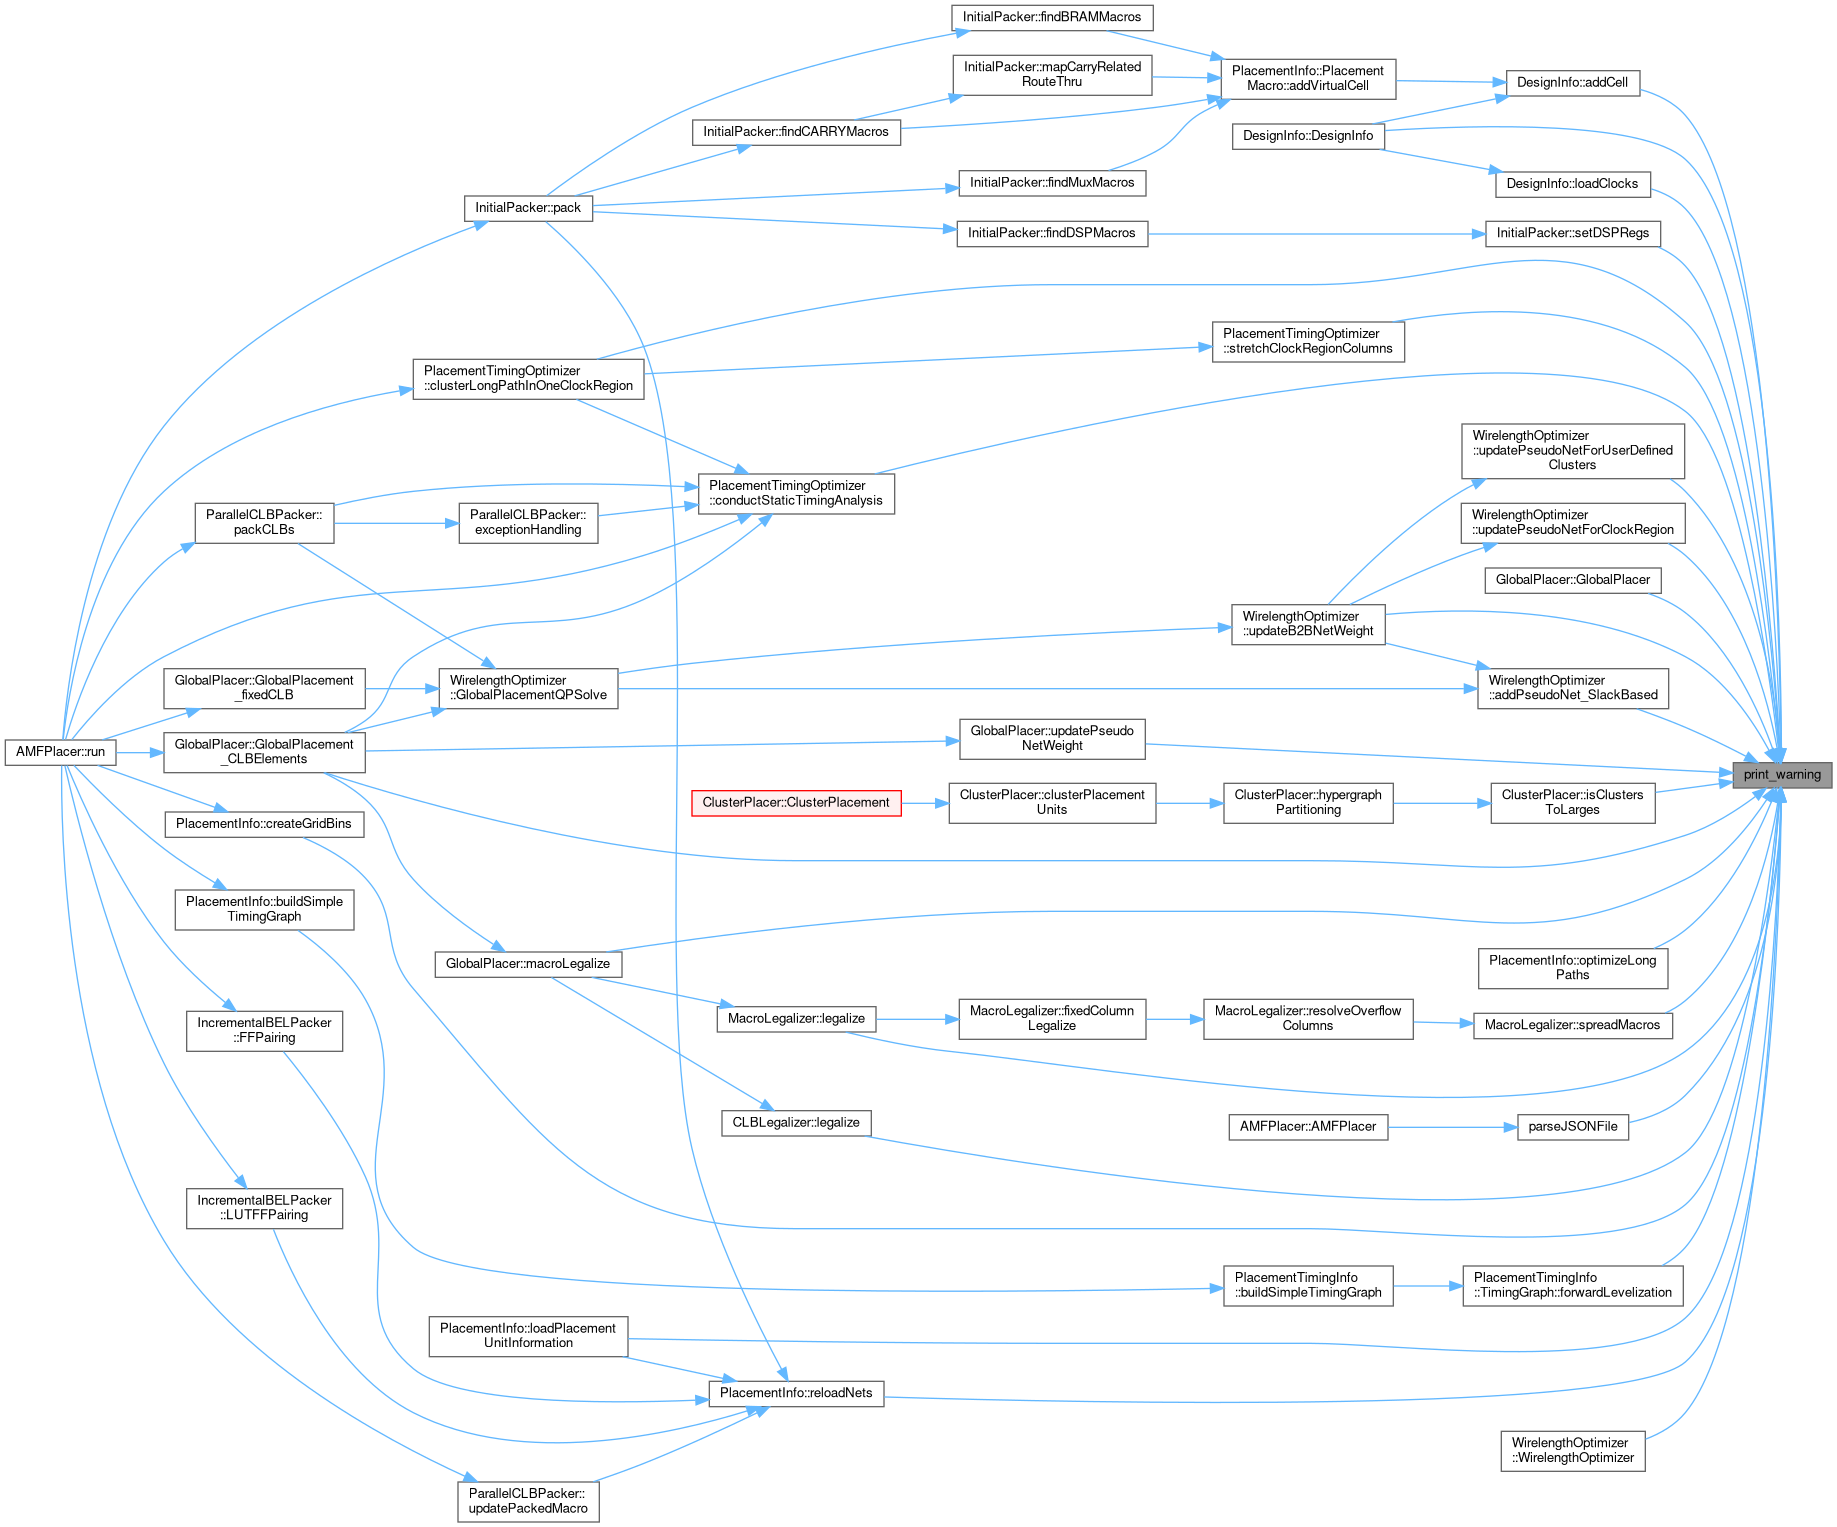 InitialPacker::findBRAMMacros
InitialPacker::mapCarryRelated
RouteThru
PlacementInfo::Placement
Macro::addVirtualCell
DesignInfo::addCell
InitialPacker::findCARRYMacros
DesignInfo::DesignInfo
InitialPacker::findMuxMacros
DesignInfo::loadClocks
InitialPacker::pack
InitialPacker::findDSPMacros
InitialPacker::setDSPRegs
PlacementTimingOptimizer
::stretchClockRegionColumns
PlacementTimingOptimizer
::clusterLongPathInOneClockRegion
WirelengthOptimizer
::updatePseudoNetForUserDefined
Clusters
PlacementTimingOptimizer
::conductStaticTimingAnalysis
ParallelCLBPacker::
packCLBs
ParallelCLBPacker::
exceptionHandling
WirelengthOptimizer
::updatePseudoNetForClockRegion
GlobalPlacer::GlobalPlacer
WirelengthOptimizer
::updateB2BNetWeight
GlobalPlacer::GlobalPlacement
_fixedCLB
WirelengthOptimizer
::GlobalPlacementQPSolve
WirelengthOptimizer
::addPseudoNet_SlackBased
AMFPlacer::run
GlobalPlacer::GlobalPlacement
_CLBElements
GlobalPlacer::updatePseudo
NetWeight
print_warning
ClusterPlacer::ClusterPlacement
ClusterPlacer::clusterPlacement
Units
ClusterPlacer::hypergraph
Partitioning
ClusterPlacer::isClusters
ToLarges
PlacementInfo::createGridBins
PlacementInfo::buildSimple
TimingGraph
GlobalPlacer::macroLegalize
PlacementInfo::optimizeLong
Paths
IncrementalBELPacker
::FFPairing
MacroLegalizer::legalize
MacroLegalizer::fixedColumn
Legalize
MacroLegalizer::resolveOverflow
Columns
MacroLegalizer::spreadMacros
CLBLegalizer::legalize
AMFPlacer::AMFPlacer
parseJSONFile
IncrementalBELPacker
::LUTFFPairing
PlacementTimingInfo
::buildSimpleTimingGraph
PlacementTimingInfo
::TimingGraph::forwardLevelization
PlacementInfo::loadPlacement
UnitInformation
PlacementInfo::reloadNets
WirelengthOptimizer
::WirelengthOptimizer
ParallelCLBPacker::
updatePackedMacro